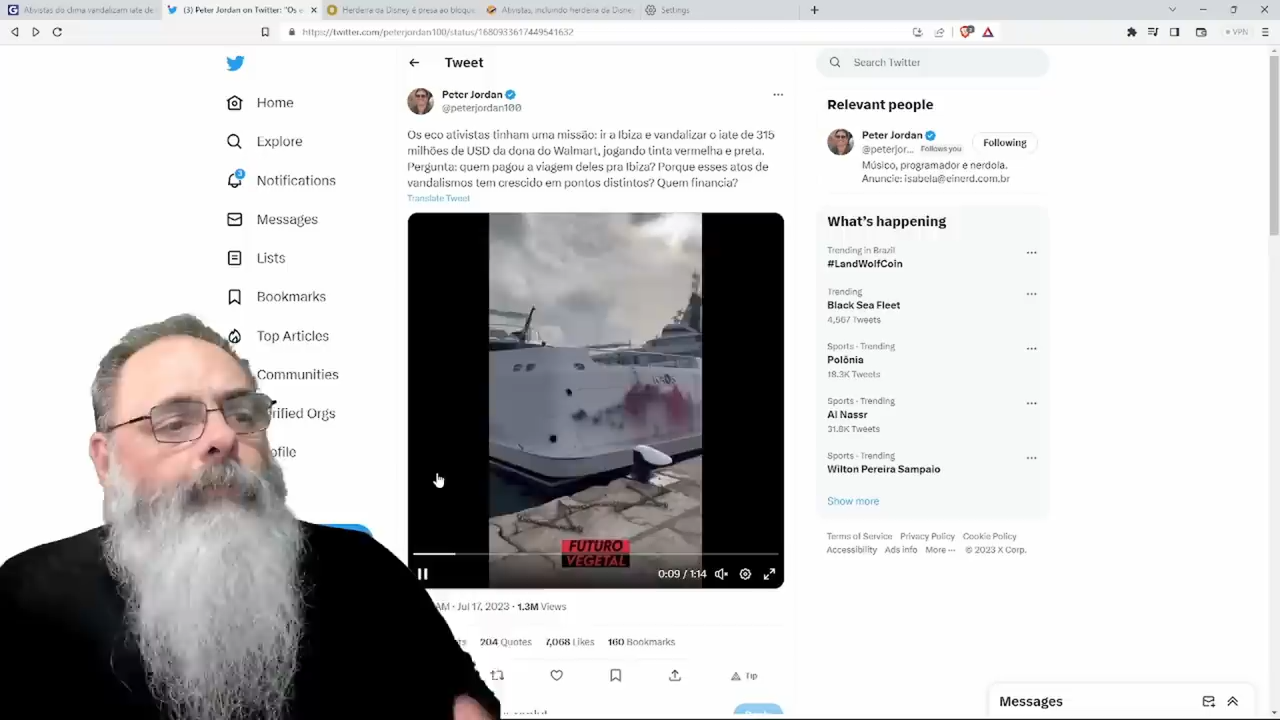 Ativistas do clima vandalizam iate de
(3) Peter Jordan on Twitter: "Os e
Herdeira da Disney é presa ao bloque
Ativistas, incluindo herdeira da Disney
Settings
https://twitter.com/peterjordan100/status/1680933617449541632
VPN
Home
Explore
3
Notifications
Messages
Lists
Bookmarks
Top Articles
Communities
rified Orgs
ofile
Tweet
Peter Jordan
@peterjordan100
Os eco ativistas tinham uma missão: ir a Ibiza e vandalizar o iate de 315
milhões de USD da dona do Walmart, jogando tinta vermelha e preta.
Pergunta: quem pagou a viagem deles pra Ibiza? Porque esses atos de
vandalismos tem crescido em pontos distintos? Quem financia?
Translate Tweet
FUTURO
VEGETAL
0:09 / 1:14
AM · Jul 17, 2023 · 1.3M Views
204 Quotes 7,068 Likes 160 Bookmarks
Tip
Search Twitter
Relevant people
Peter Jordan
@peterjor... Follows you
Following
Músico, programador e nerdola.
Anuncie: isabela@einerd.com.br
What's happening
Trending in Brazil
#LandWolfCoin
Trending
Black Sea Fleet
4,567 Tweets
Sports · Trending
Polônia
18.3K Tweets
Sports · Trending
Al Nassr
31.8K Tweets
Sports · Trending
Wilton Pereira Sampaio
Show more
Terms of Service Privacy Policy Cookie Policy
Accessibility Ads info More ··· © 2023 X Corp.
Messages